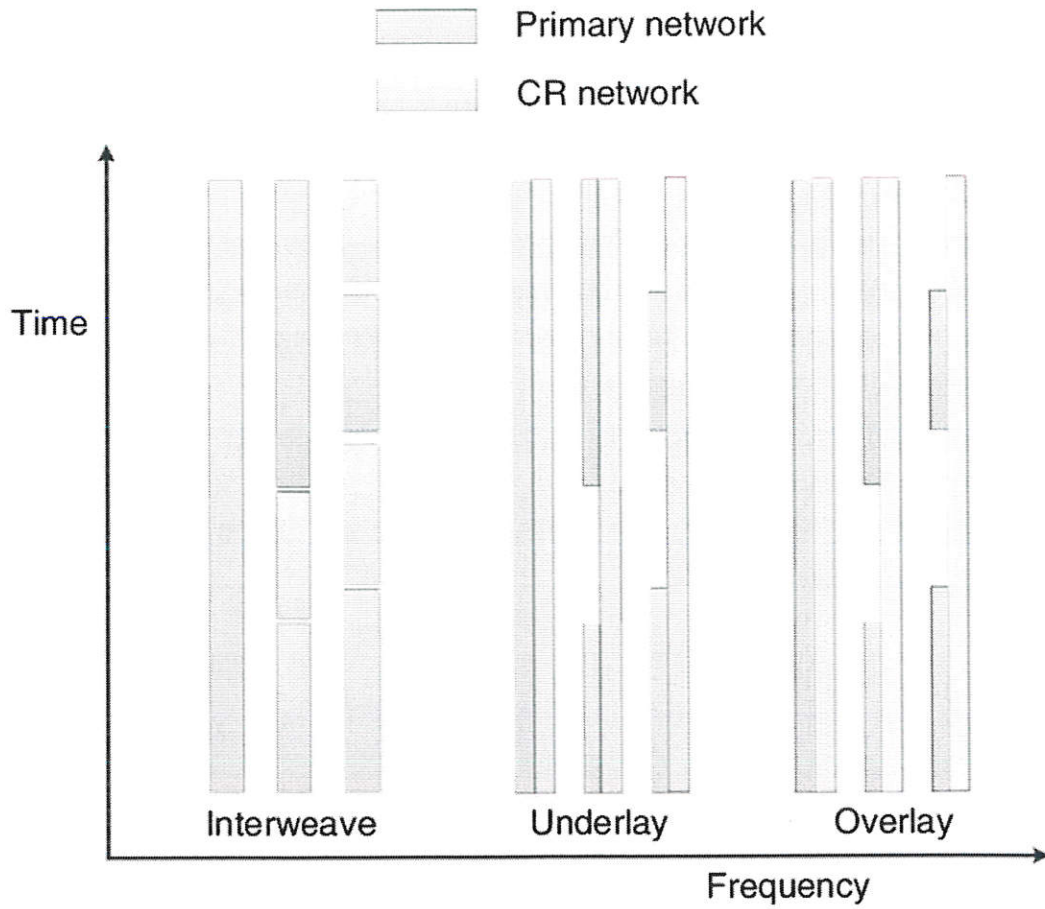 Primary network
CR network
Time
Interweave
Underlay
Overlay
Frequency